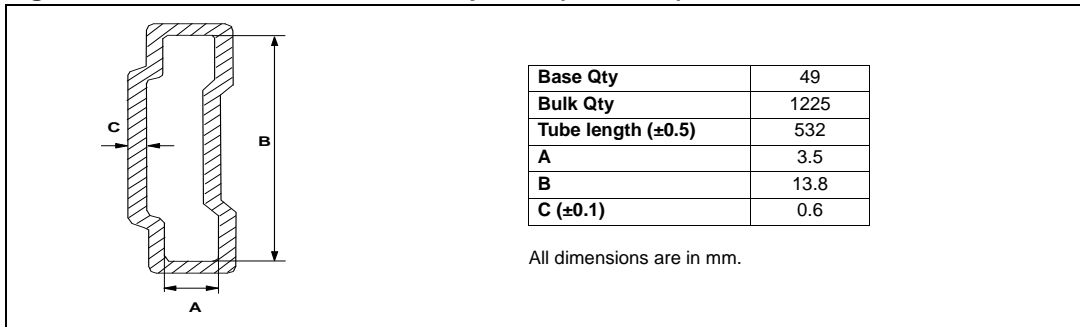 C
B
A
Base Qty 49
Bulk Qty 1225
Tube length (±0.5) 532
A 3.5
B 13.8
C (±0.1) 0.6
All dimensions are in mm.